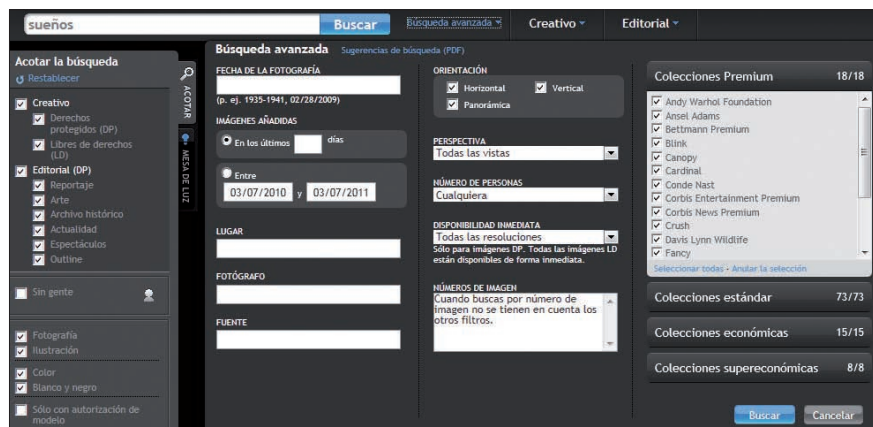 sueños
Buscar
Búsqueda avanzada
Creativo
Editorial
Acotar la búsqueda
Restablecer
Creativo
Derechos
protegidos (DP)
Libres de derechos
(LD)
Editorial (DP)
Reportaje
Arte
Archivo histórico
Actualidad
Espectáculos
Outline
Sin gente
Fotografía
Ilustración
Color
Blanco y negro
Sólo con autorización de
modelo
ACOTAR
MESA DE LUZ
Búsqueda avanzada Sugerencias de búsqueda (PDF)
FECHA DE LA FOTOGRAFÍA
(p. ej. 1935-1941, 02/28/2009)
IMÁGENES AÑADIDAS
En los últimos días
Entre
03/07/2010 y 03/07/2011
LUGAR
FOTÓGRAFO
FUENTE
ORIENTACIÓN
Horizontal Vertical
Panorámica
PERSPECTIVA
Todas las vistas
NÚMERO DE PERSONAS
Cualquiera
DISPONIBILIDAD INMEDIATA
Todas las resoluciones
Sólo para imágenes DP. Todas las imágenes LD
están disponibles de forma inmediata.
NÚMEROS DE IMAGEN
Cuando buscas por número de
imagen no se tienen en cuenta los
otros filtros.
Colecciones Premium 18/18
Andy Warhol Foundation
Ansel Adams
Bettmann Premium
Blink
Canopy
Cardinal
Conde Nast
Corbis Entertainment Premium
Corbis News Premium
Crush
Davis Lynn Wildlife
Fancy
Seleccionar todas - Anular la selección
Colecciones estándar 73/73
Colecciones económicas 15/15
Colecciones supereconómicas 8/8
Buscar Cancelar